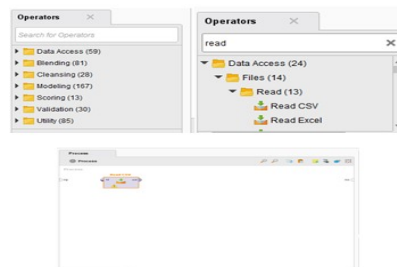 Operators
Search for Operators
Data Access (59)
Blending (81)
Cleansing (28)
Modeling (167)
Scoring (13)
Validation (30)
Utility (85)
Operators
read
Data Access (24)
Files (14)
Read (13)
Read CSV
Read Excel
Process
Process